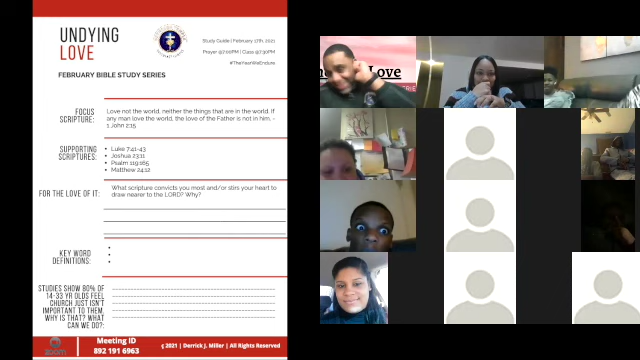 UNDYING
LOVE
Study Guide | February 17th, 2021
Prayer @7:00PM | Class @7:30PM
#TheYearWeEndure
FEBRUARY BIBLE STUDY SERIES
FOCUS
SCRIPTURE:
Love not the world, neither the things that are in the world. If
any man love the world, the love of the Father is not in him. -
1 John 2:15
SUPPORTING
SCRIPTURES:
• Luke 7:41-43
• Joshua 23:11
• Psalm 119:165
• Matthew 24:12
FOR THE LOVE OF IT:
What scripture convicts you most and/or stirs your heart to
draw nearer to the LORD? Why?
KEY WORD
DEFINITIONS:
STUDIES SHOW 80% OF
14-33 YR OLDS FEEL
CHURCH JUST ISN'T
IMPORTANT TO THEM.
WHY IS THAT? WHAT
CAN WE DO?:
zoom
Meeting ID
892 191 6963
© 2021 | Derrick J. Miller | All Rights Reserved
Love